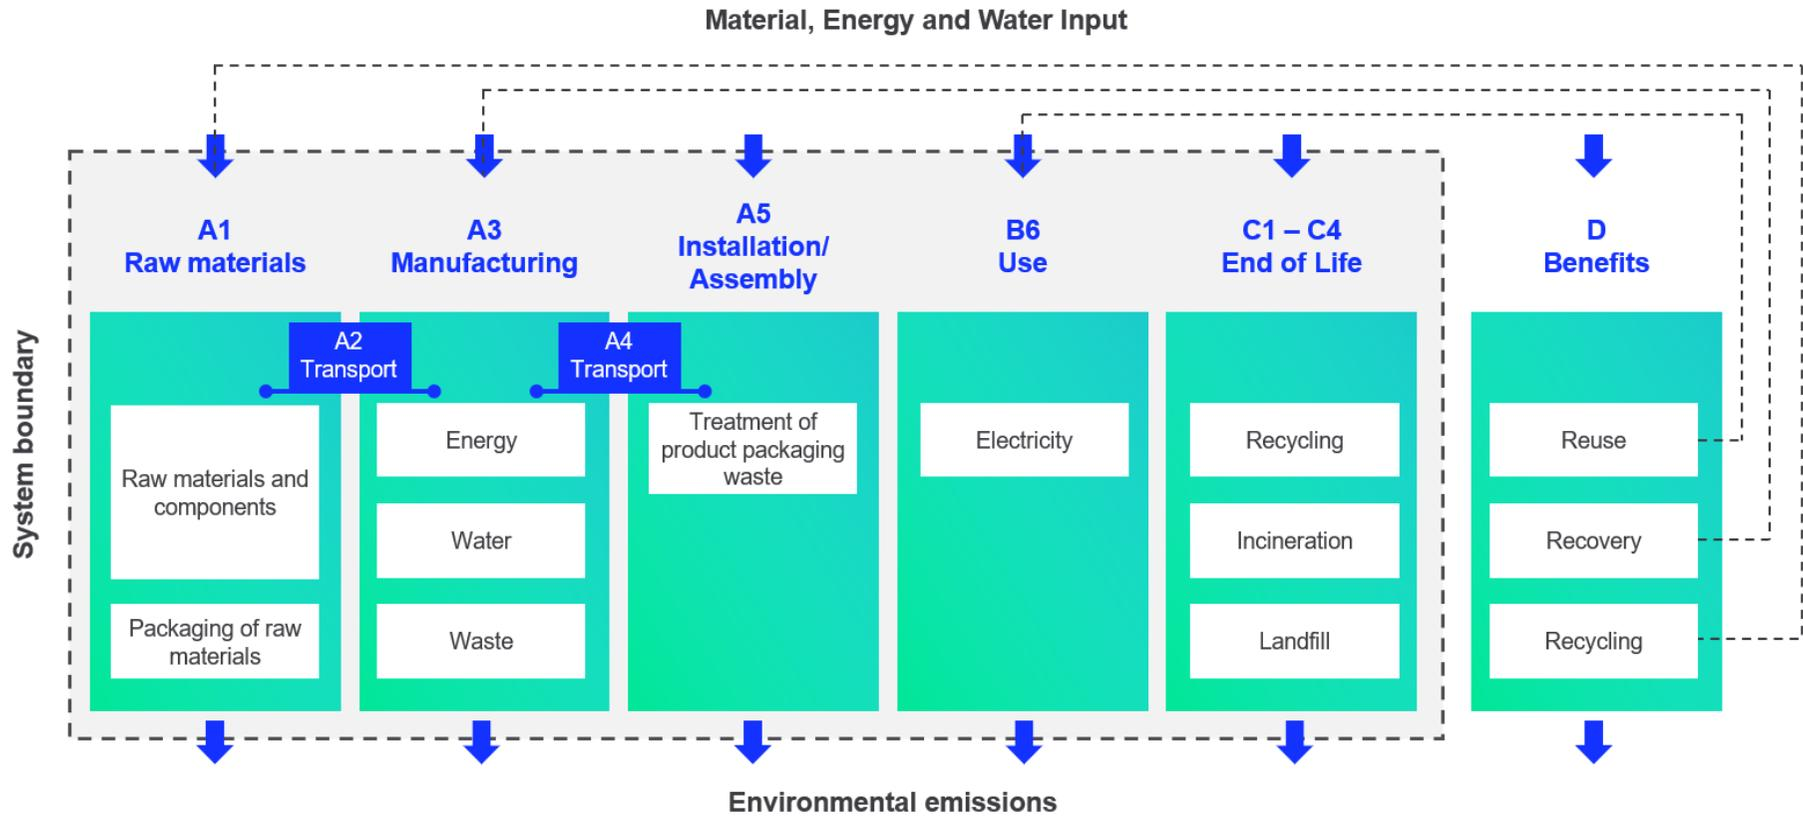 Material, Energy and Water Input
System boundary
A1
Raw materials
A3
Manufacturing
A5
Installation/
Assembly
B6
Use
C1 – C4
End of Life
D
Benefits
A2
Transport
A4
Transport
Raw materials and
components
Packaging of raw
materials
Energy
Water
Waste
Treatment of
product packaging
waste
Electricity
Recycling
Incineration
Landfill
Reuse
Recovery
Recycling
Environmental emissions